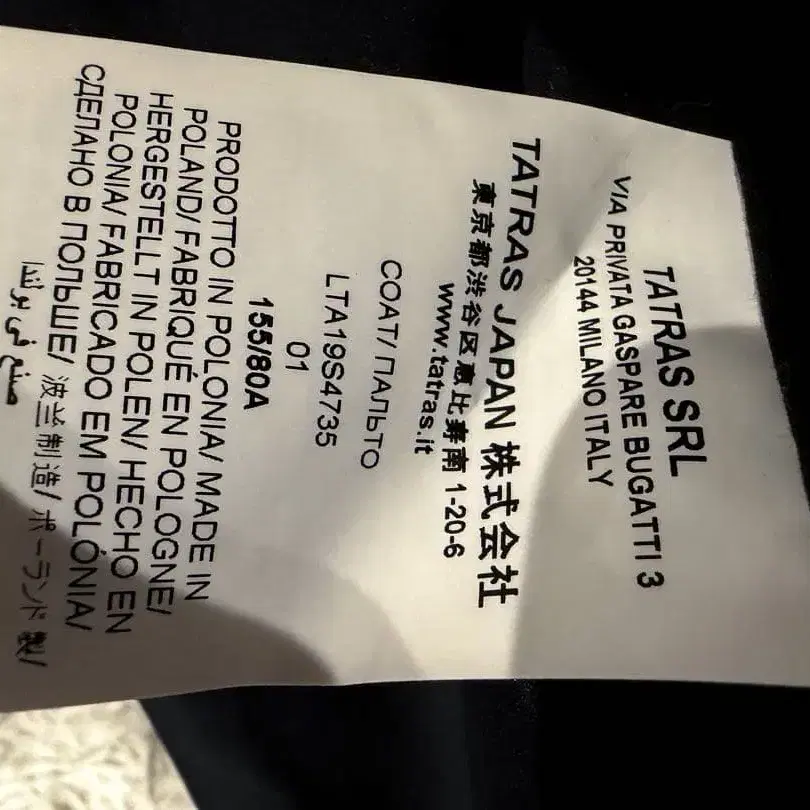 TATRAS SRL
VIA PRIVATA GASPARE BUGATTI 3
20144 MILANO ITALY
TATRAS JAPAN 株式会社
東京都渋谷区恵比寿南 1-20-6
www.tatras.it
COAT/ ПАЛЬТО
LTA19S4735
01
155/80A
PRODOTTO IN POLONIA/ MADE IN
POLAND/ FABRIQUÉ EN POLOGNE/
HERGESTELLT IN POLEN/ HECHO EN
POLONIA/ FABRICADO EM POLÓNIA/
СДЕЛАНО В ПОЛЬШЕ/ 波兰制造/ ポーランド製/
صنع في بولندا